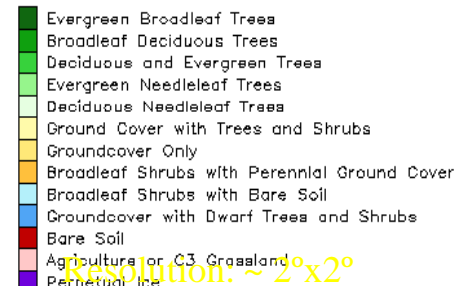 Evergreen Broadleaf Trees
Broadleaf Deciduous Trees
Deciduous and Evergreen Trees
Evergreen Needleleaf Trees
Deciduous Needleleaf Trees
Ground Cover with Trees and Shrubs
Groundcover Only
Broadleaf Shrubs with Perennial Ground Cover
Broadleaf Shrubs with Bare Soil
Groundcover with Dwarf Trees and Shrubs
Bare Soil
Agriculture or C3 Grassland
Resolution: ~ 2°x2°
Perpetual Ice